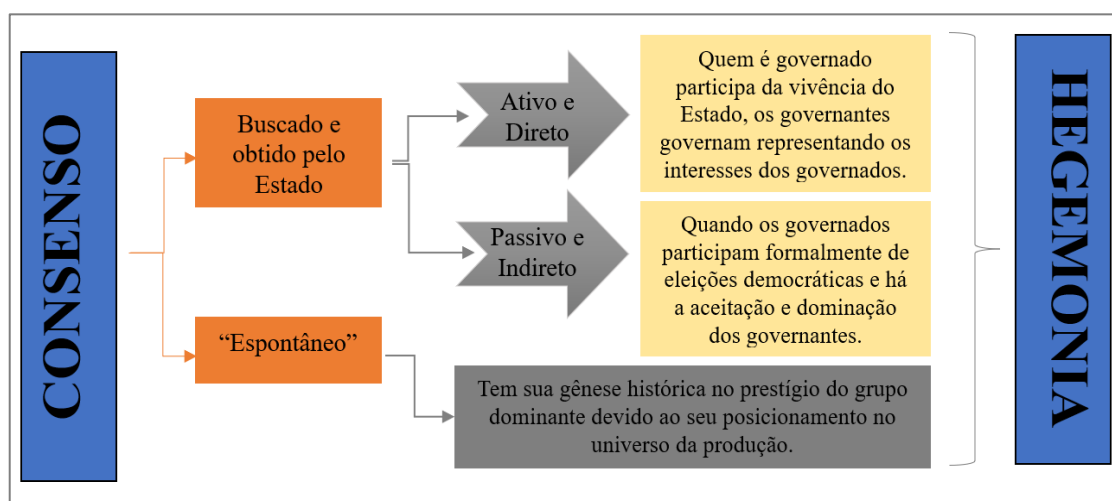 CONSENSO
Buscado e
obtido pelo
Estado
Ativo e
Direto
Quem é governado
participa da vivência do
Estado, os governantes
governam representando os
interesses dos governados.
Passivo e
Indireto
Quando os governados
participam formalmente de
eleições democráticas e há
a aceitação e dominação
dos governantes.
“Espontâneo”
Tem sua gênese histórica no prestígio do grupo
dominante devido ao seu posicionamento no
universo da produção.
HEGEMONIA